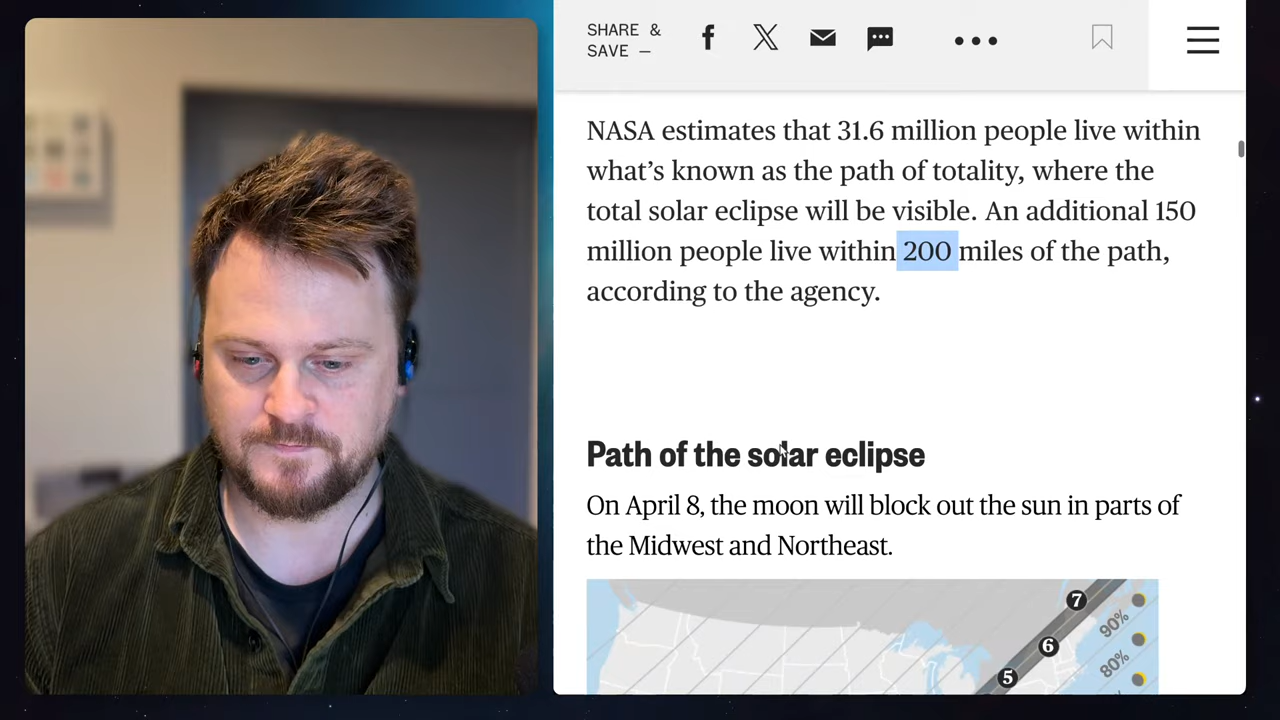 SHARE &
SAVE —
NASA estimates that 31.6 million people live within
what’s known as the path of totality, where the
total solar eclipse will be visible. An additional 150
million people live within 200 miles of the path,
according to the agency.
Path of the solar eclipse
On April 8, the moon will block out the sun in parts of
the Midwest and Northeast.
7
90%
6
80%
5